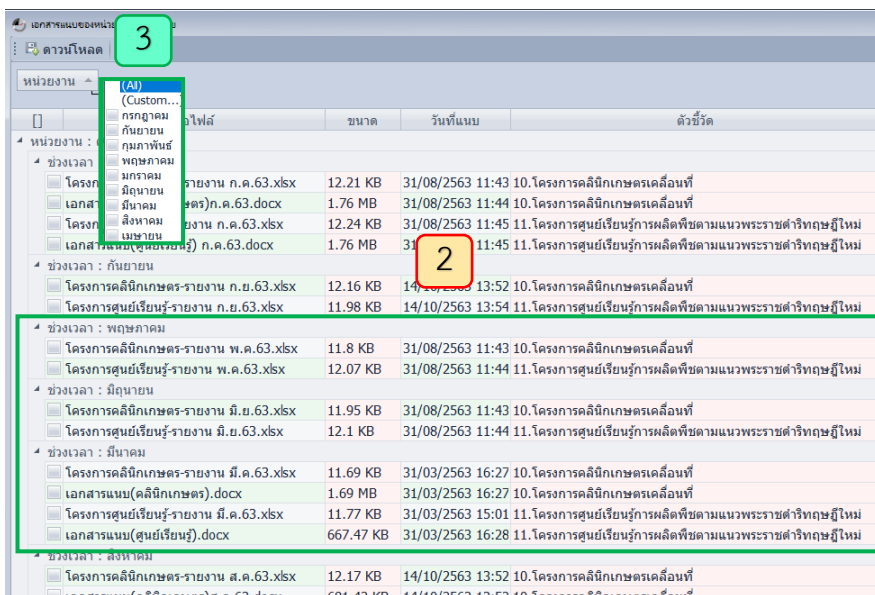 เอกสารแนบของหน่วย
3
ดาวน์โหลด
หน่วยงาน
(All)
(Custom...
กรกฎาคม
กันยายน
กุมภาพันธ์
พฤษภาคม
มกราคม
มิถุนายน
มีนาคม
สิงหาคม
เมษายน
[] ไฟล์ ขนาด วันที่แนบ ตัวชี้วัด
หน่วยงาน :
ช่วงเวลา
รายงาน ก.ค.63.xlsx 12.21 KB 31/08/2563 11:43 10.โครงการคลินิกเกษตรเคลื่อนที่
ก.ค.63.docx 1.76 MB 31/08/2563 11:44 10.โครงการคลินิกเกษตรเคลื่อนที่
ก.ค.63.xlsx 12.24 KB 31/08/2563 11:45 11.โครงการศูนย์เรียนรู้การผลิตพืชตามแนวพระราชดำริทฤษฎีใหม่
เอกสารแนบ(ศูนย์เรียนรู้) ก.ค.63.docx 1.76 MB 11:45 11.โครงการศูนย์เรียนรู้การผลิตพืชตามแนวพระราชดำริทฤษฎีใหม่
2
ช่วงเวลา : กันยายน
โครงการคลินิกเกษตร-รายงาน ก.ย.63.xlsx 12.16 KB 14/10/2563 13:52 10.โครงการคลินิกเกษตรเคลื่อนที่
โครงการศูนย์เรียนรู้-รายงาน ก.ย.63.xlsx 11.98 KB 14/10/2563 13:54 11.โครงการศูนย์เรียนรู้การผลิตพืชตามแนวพระราชดำริทฤษฎีใหม่
ช่วงเวลา : พฤษภาคม
โครงการคลินิกเกษตร-รายงาน พ.ค.63.xlsx 11.8 KB 31/08/2563 11:43 10.โครงการคลินิกเกษตรเคลื่อนที่
โครงการศูนย์เรียนรู้-รายงาน พ.ค.63.xlsx 12.07 KB 31/08/2563 11:44 11.โครงการศูนย์เรียนรู้การผลิตพืชตามแนวพระราชดำริทฤษฎีใหม่
ช่วงเวลา : มิถุนายน
โครงการคลินิกเกษตร-รายงาน มิ.ย.63.xlsx 11.95 KB 31/08/2563 11:43 10.โครงการคลินิกเกษตรเคลื่อนที่
โครงการศูนย์เรียนรู้-รายงาน มิ.ย.63.xlsx 12.1 KB 31/08/2563 11:44 11.โครงการศูนย์เรียนรู้การผลิตพืชตามแนวพระราชดำริทฤษฎีใหม่
ช่วงเวลา : มีนาคม
โครงการคลินิกเกษตร-รายงาน มี.ค.63.xlsx 11.69 KB 31/03/2563 16:27 10.โครงการคลินิกเกษตรเคลื่อนที่
เอกสารแนบ(คลินิกเกษตร).docx 1.69 MB 31/03/2563 16:27 10.โครงการคลินิกเกษตรเคลื่อนที่
โครงการศูนย์เรียนรู้-รายงาน มี.ค.63.xlsx 11.77 KB 31/03/2563 15:01 11.โครงการศูนย์เรียนรู้การผลิตพืชตามแนวพระราชดำริทฤษฎีใหม่
เอกสารแนบ(ศูนย์เรียนรู้).docx 667.47 KB 31/03/2563 16:28 11.โครงการศูนย์เรียนรู้การผลิตพืชตามแนวพระราชดำริทฤษฎีใหม่
ช่วงเวลา : สิงหาคม
โครงการคลินิกเกษตร-รายงาน ส.ค.63.xlsx 12.17 KB 14/10/2563 13:52 10.โครงการคลินิกเกษตรเคลื่อนที่